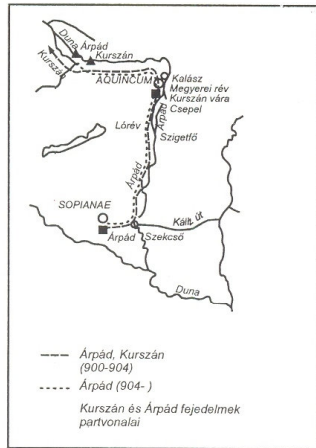 Duna
Árpád
Kurszán
Kurszán
AQUINCUM
Kalász
Megyerei rév
Kurszán vára
Csepel
Árpád
Lórév
Szigetfő
Árpád
SOPIANAE
Árpád
Szekcső
Kálit. út
Duna
Árpád, Kurszán
(900-904)
Árpád (904- )
Kurszán és Árpád fejedelmek
partvonalai